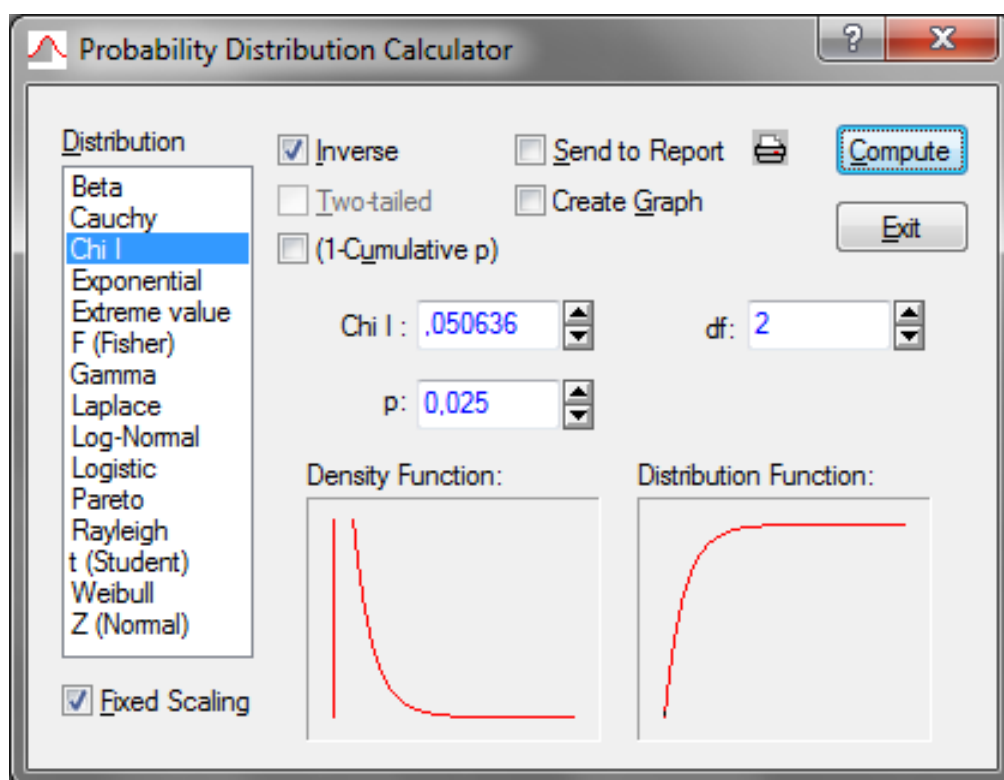 Probability Distribution Calculator
?
X
Distribution
Beta
Cauchy
Chi I
Exponential
Extreme value
F (Fisher)
Gamma
Laplace
Log-Normal
Logistic
Pareto
Rayleigh
t (Student)
Weibull
Z (Normal)
Fixed Scaling
Inverse
Two-tailed
(1-Cumulative p)
Send to Report
Create Graph
Compute
Exit
Chi I : ,050636
df: 2
p: 0,025
Density Function:
Distribution Function: